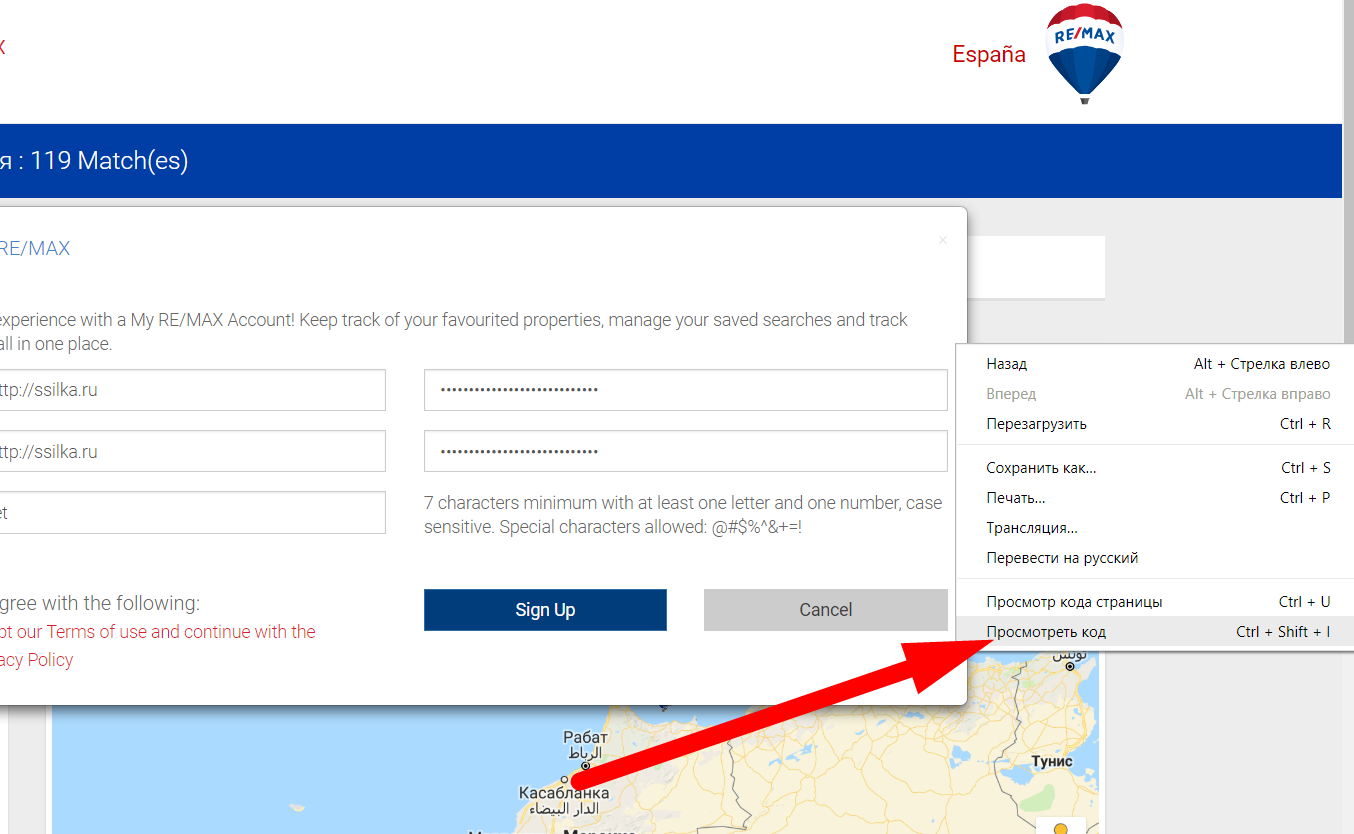 X
España
RE/MAX
я : 119 Match(es)
RE/MAX
×
experience with a My RE/MAX Account! Keep track of your favourited properties, manage your saved searches and track
all in one place.
ttp://ssilka.ru
•••••••••••••••••••••••••••
ttp://ssilka.ru
•••••••••••••••••••••••••••
et
7 characters minimum with at least one letter and one number, case
sensitive. Special characters allowed: @#$%^&+=!
gree with the following:
pt our Terms of use and continue with the
acy Policy
Sign Up
Cancel
Назад Alt + Стрелка влево
Вперед Alt + Стрелка вправо
Перезагрузить Ctrl + R
Сохранить как... Ctrl + S
Печать... Ctrl + P
Трансляция...
Перевести на русский
Просмотр кода страницы Ctrl + U
Просмотреть код Ctrl + Shift + I
تونس
Рабат
الرباط
Тунис
Касабланка
الدار البيضاء